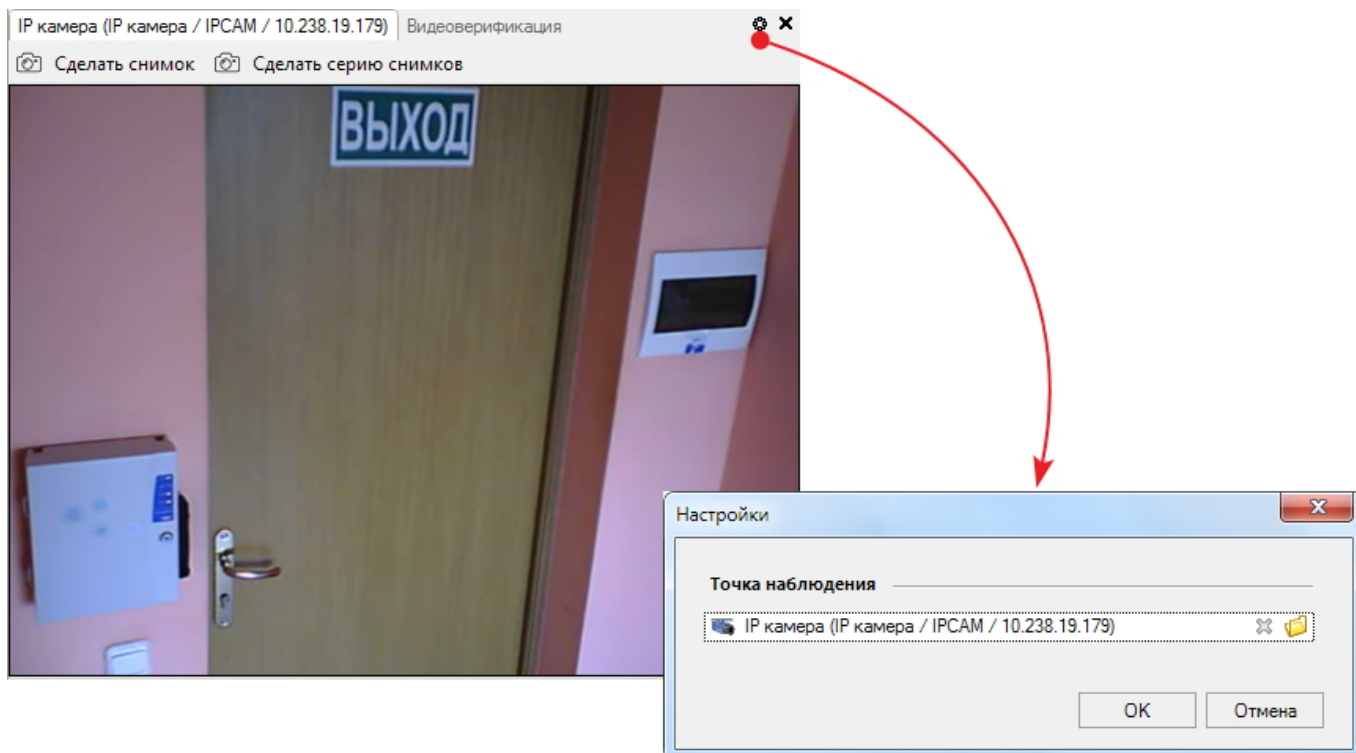 IP камера (IP камера / IPCAM / 10.238.19.179) Видеоверификация
Сделать снимок Сделать серию снимков
ВЫХОД
Настройки
Точка наблюдения
IP камера (IP камера / IPCAM / 10.238.19.179)
OK Отмена